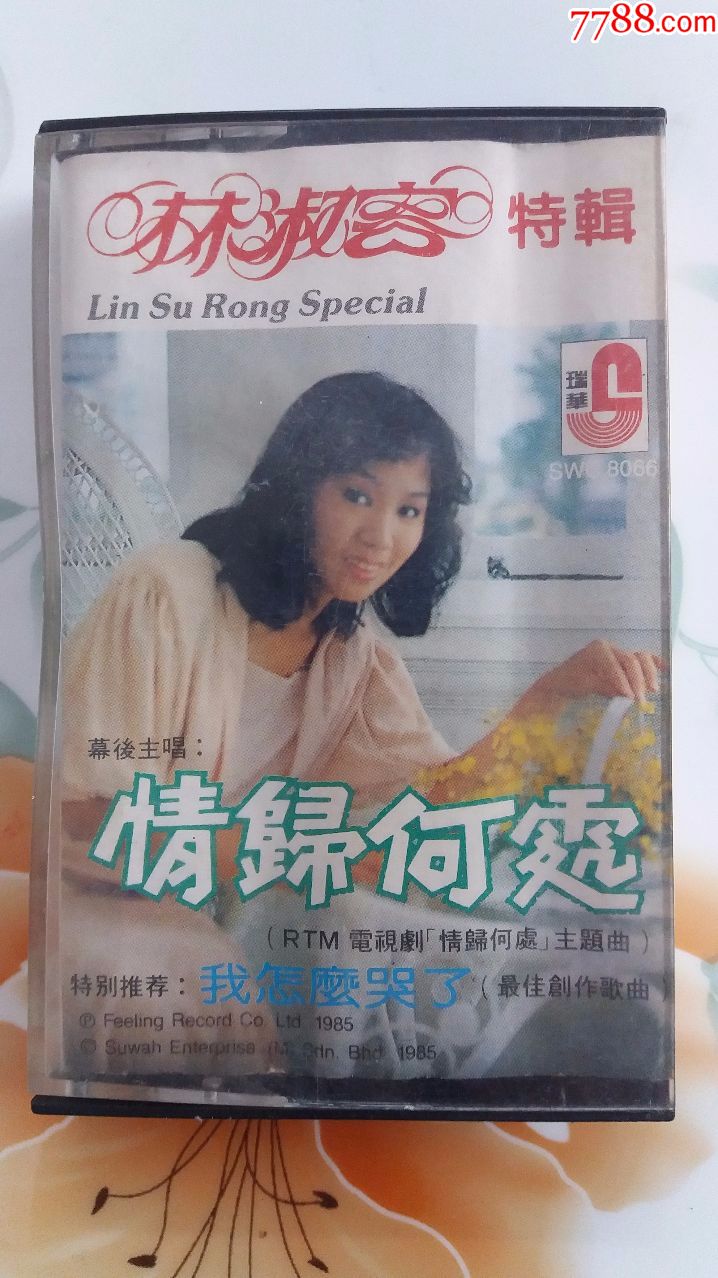 7788.com
林淑容 特輯
Lin Su Rong Special
瑞華
SWC 8066
幕後主唱：
情歸何處
（RTM 電視劇「情歸何處」主題曲）
特别推荐：我怎麼哭了（最佳創作歌曲）
℗ Feeling Record Co. Ltd. 1985
© Suwah Enterprise (M) Sdn. Bhd. 1985